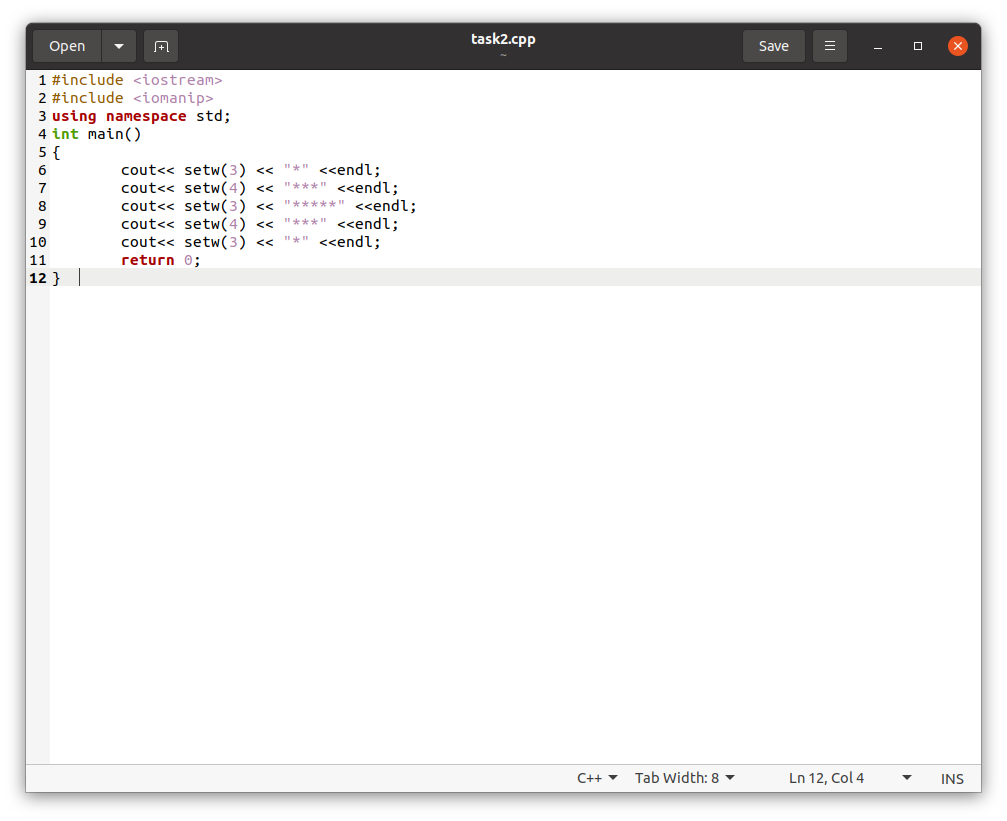 Open
task2.cpp
~
Save
1 #include <iostream>
2 #include <iomanip>
3 using namespace std;
4 int main()
5 {
6         cout<< setw(3) << "*" <<endl;
7         cout<< setw(4) << "***" <<endl;
8         cout<< setw(3) << "*****" <<endl;
9         cout<< setw(4) << "***" <<endl;
10         cout<< setw(3) << "*" <<endl;
11         return 0;
12 }
C++ Tab Width: 8 Ln 12, Col 4 INS